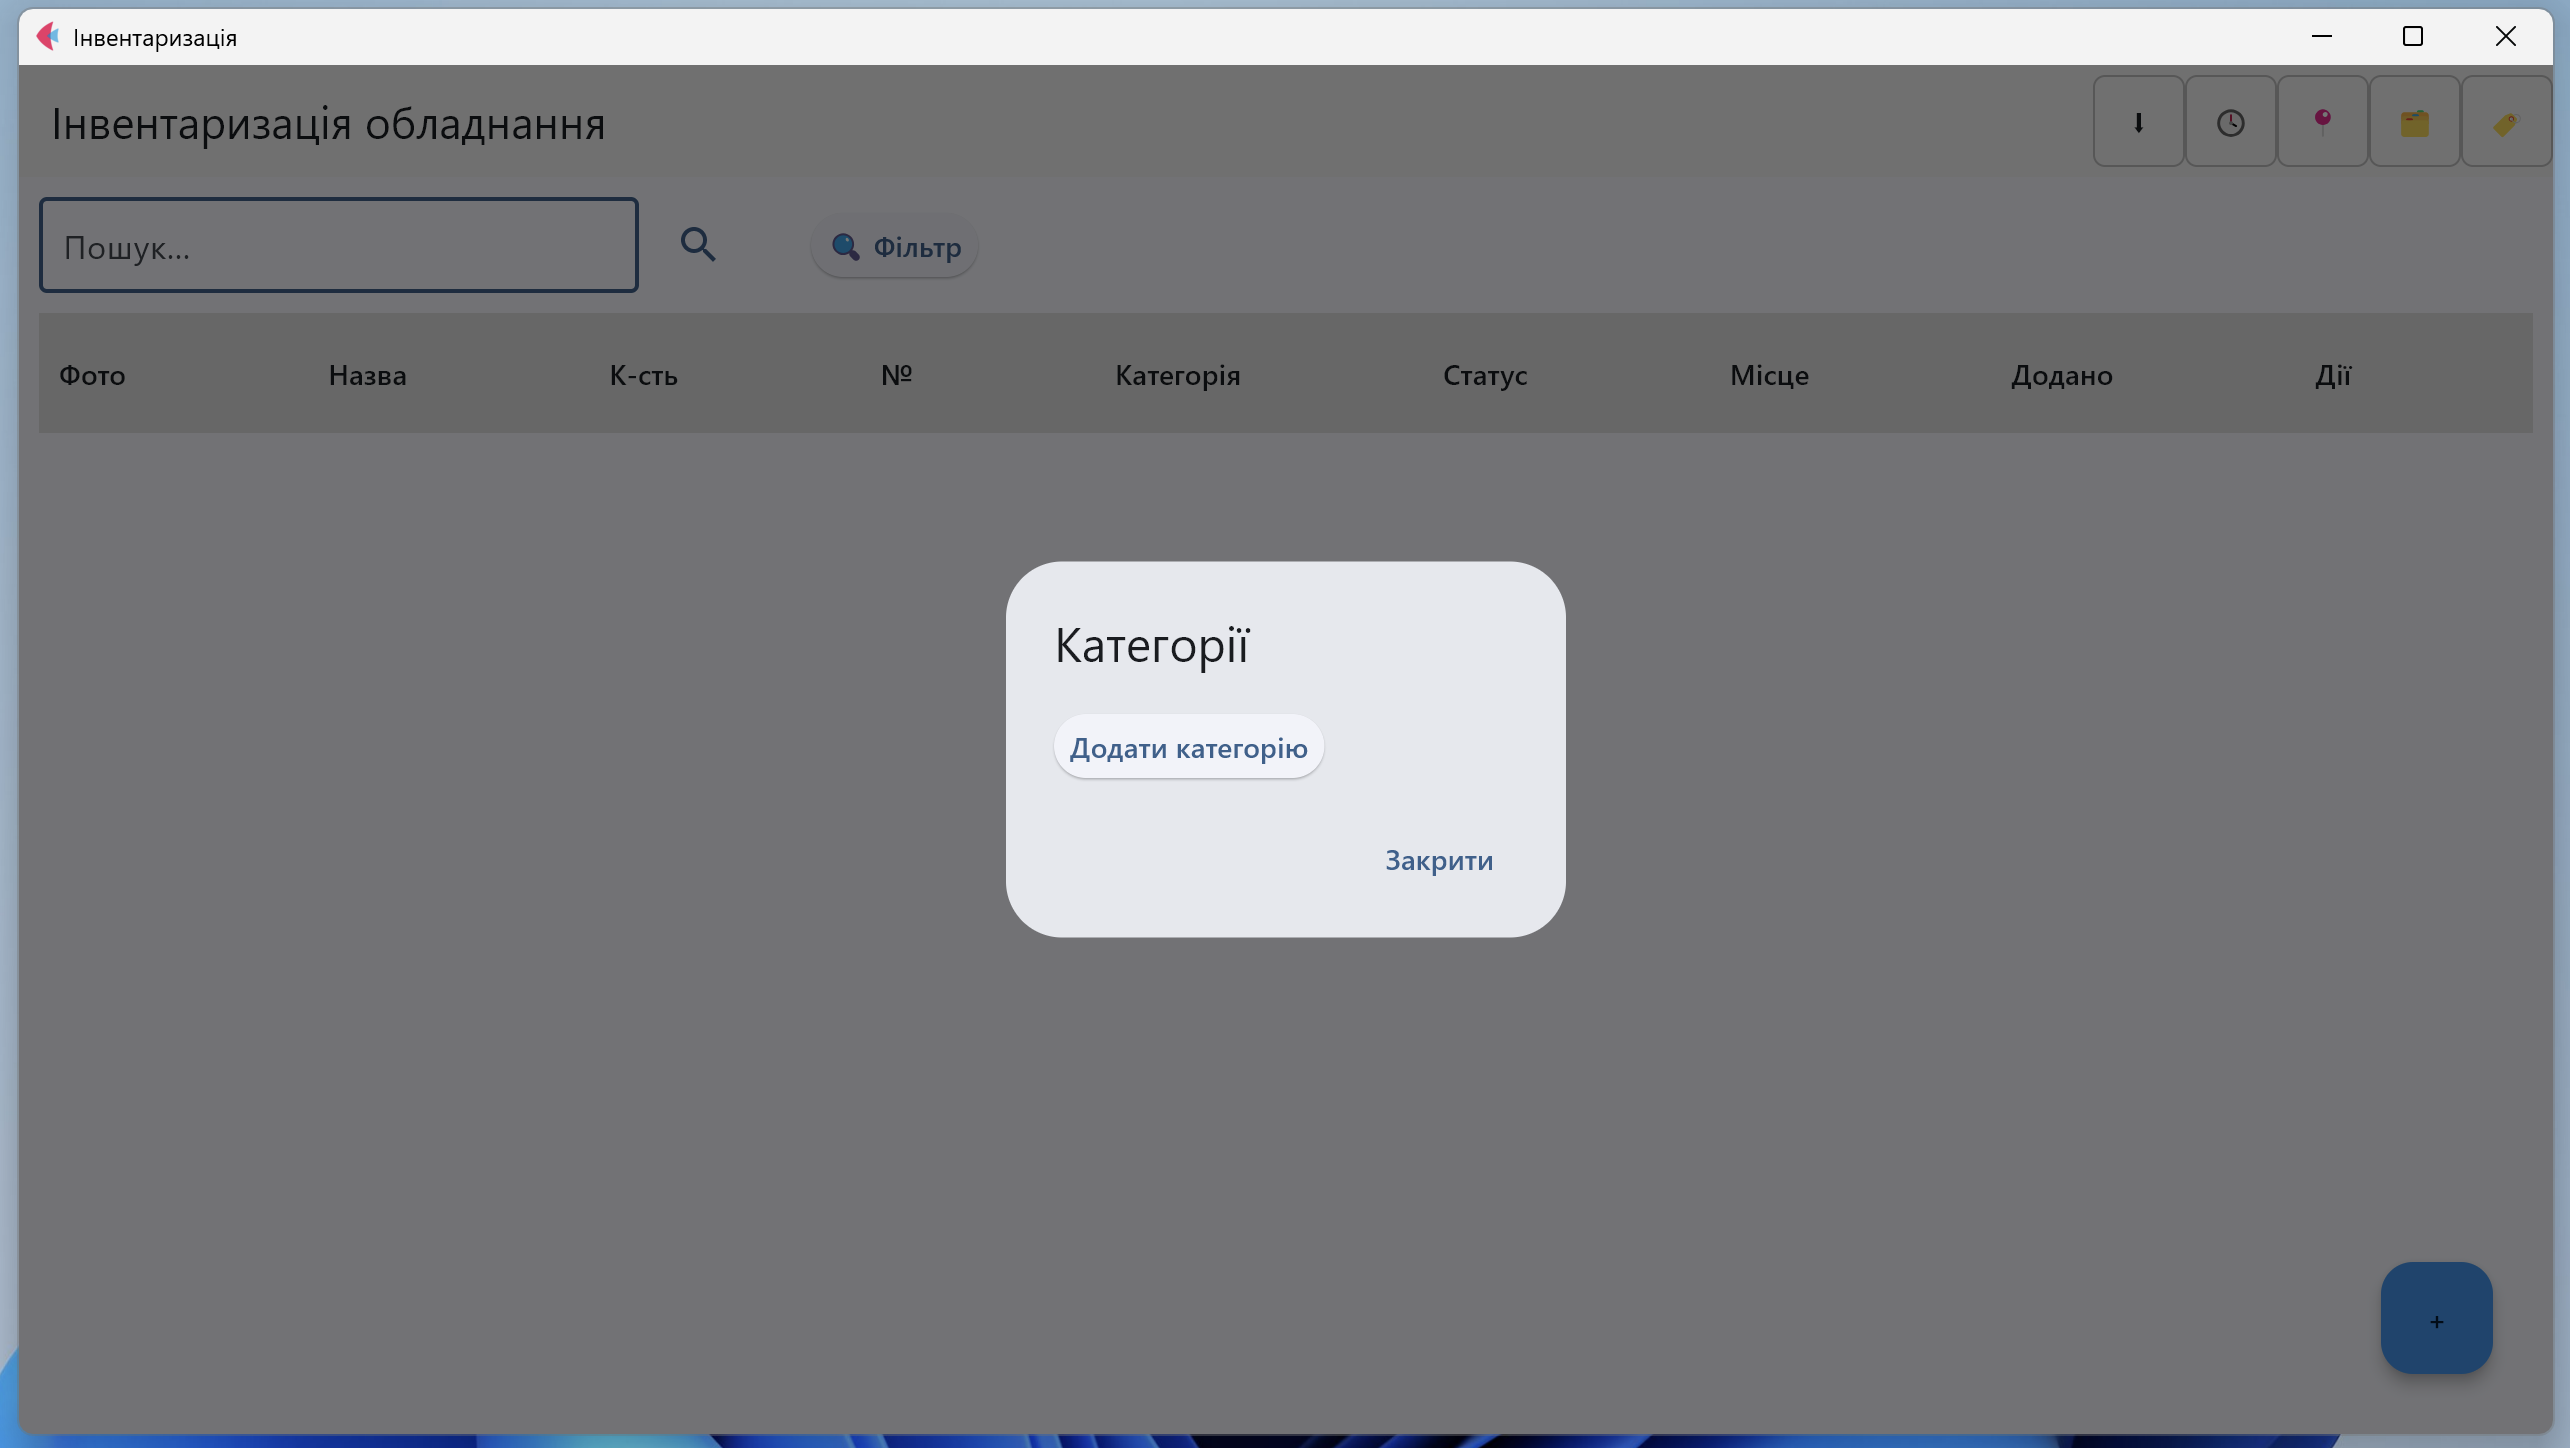 Інвентаризація
Інвентаризація обладнання
Пошук...
Фільтр
Фото Назва К-сть № Категорія Статус Місце Додано Дії
Категорії
Додати категорію
Закрити
+